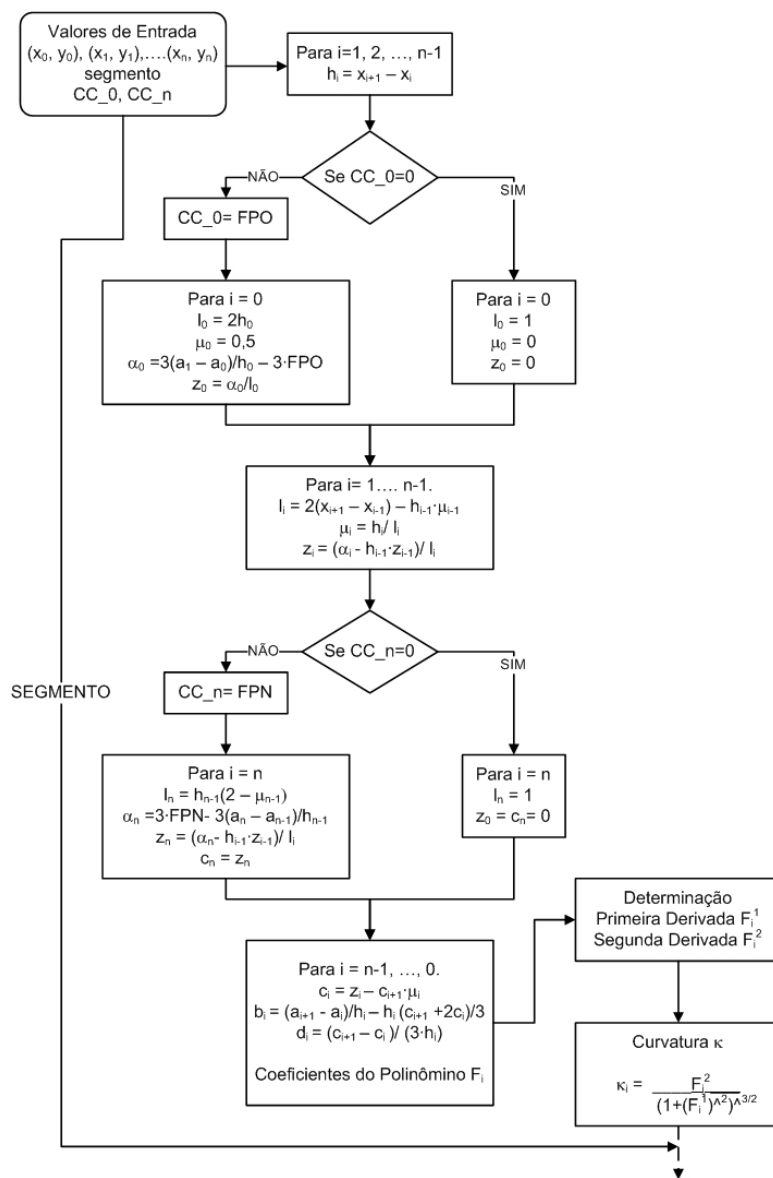 Valores de Entrada
(x₀, y₀), (x₁, y₁),….(xₙ, yₙ)
segmento
CC_0, CC_n
Para i=1, 2, …, n-1
hᵢ = xᵢ₊₁ – xᵢ
Se CC_0=0
NÃO
SIM
CC_0= FPO
Para i = 0
l₀ = 2h₀
μ₀ = 0,5
α₀ =3(a₁ – a₀)/h₀ – 3·FPO
z₀ = α₀/l₀
Para i = 0
l₀ = 1
μ₀ = 0
z₀ = 0
Para i= 1…. n-1.
lᵢ = 2(xᵢ₊₁ – xᵢ₋₁) – hᵢ₋₁·μᵢ₋₁
μᵢ = hᵢ/ lᵢ
zᵢ = (αᵢ - hᵢ₋₁·zᵢ₋₁)/ lᵢ
Se CC_n=0
NÃO
SIM
CC_n= FPN
SEGMENTO
Para i = n
lₙ = hₙ₋₁(2 – μₙ₋₁)
αₙ =3·FPN- 3(aₙ – aₙ₋₁)/hₙ₋₁
zₙ = (αₙ- hᵢ₋₁·zᵢ₋₁)/ lᵢ
cₙ = zₙ
Para i = n
lₙ = 1
z₀ = cₙ= 0
Para i = n-1, …, 0.
cᵢ = zᵢ – cᵢ₊₁·μᵢ
bᵢ = (aᵢ₊₁ - aᵢ)/hᵢ – hᵢ (cᵢ₊₁ +2cᵢ)/3
dᵢ = (cᵢ₊₁ – cᵢ )/ (3·hᵢ)
Coeficientes do Polinômino Fᵢ
Determinação
Primeira Derivada Fᵢ¹
Segunda Derivada Fᵢ²
Curvatura κ
κᵢ = Fᵢ²
(1+(Fᵢ¹)^²)^³ᐟ²